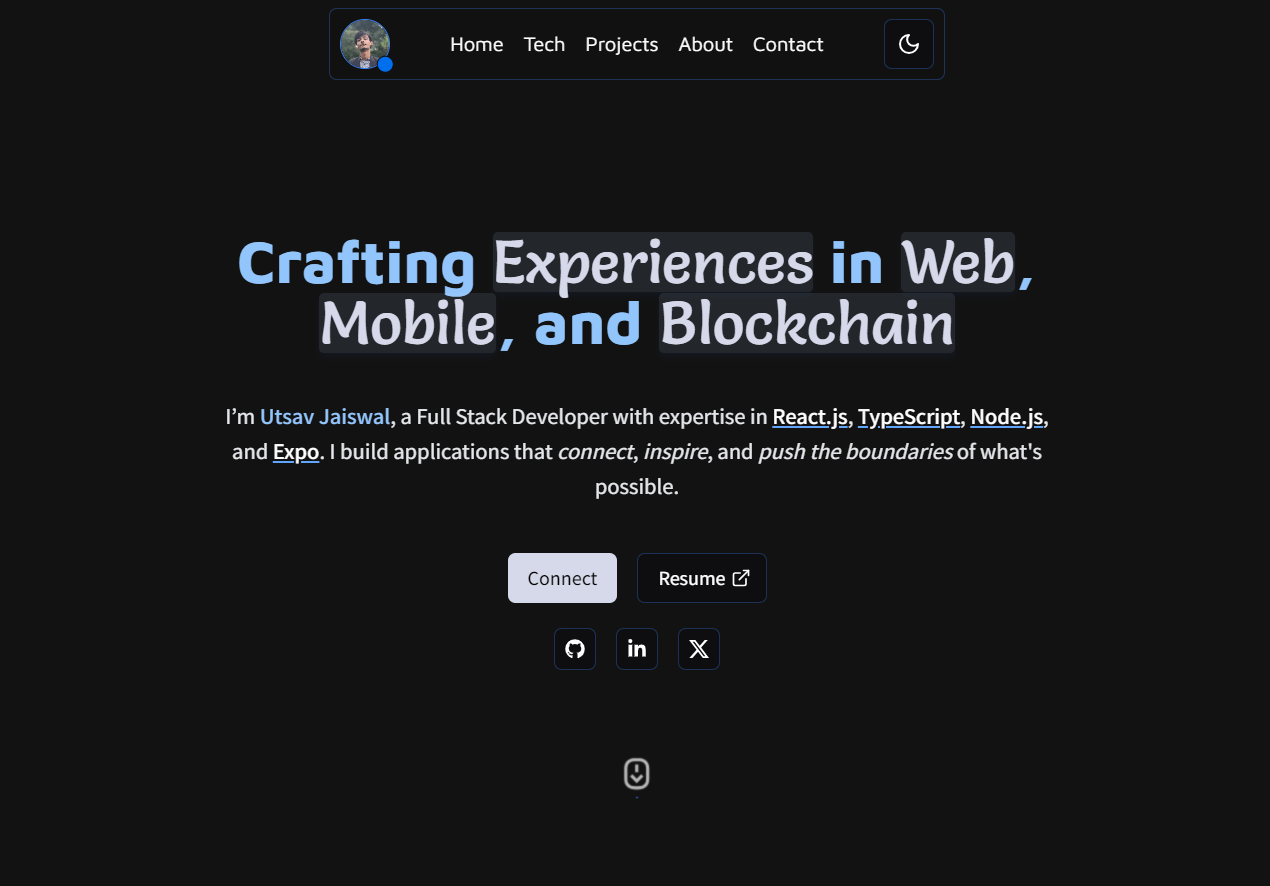 Home Tech Projects About Contact
Crafting Experiences in Web,
Mobile, and Blockchain
I’m Utsav Jaiswal, a Full Stack Developer with expertise in React.js, TypeScript, Node.js,
and Expo. I build applications that connect, inspire, and push the boundaries of what's
possible.
Connect Resume